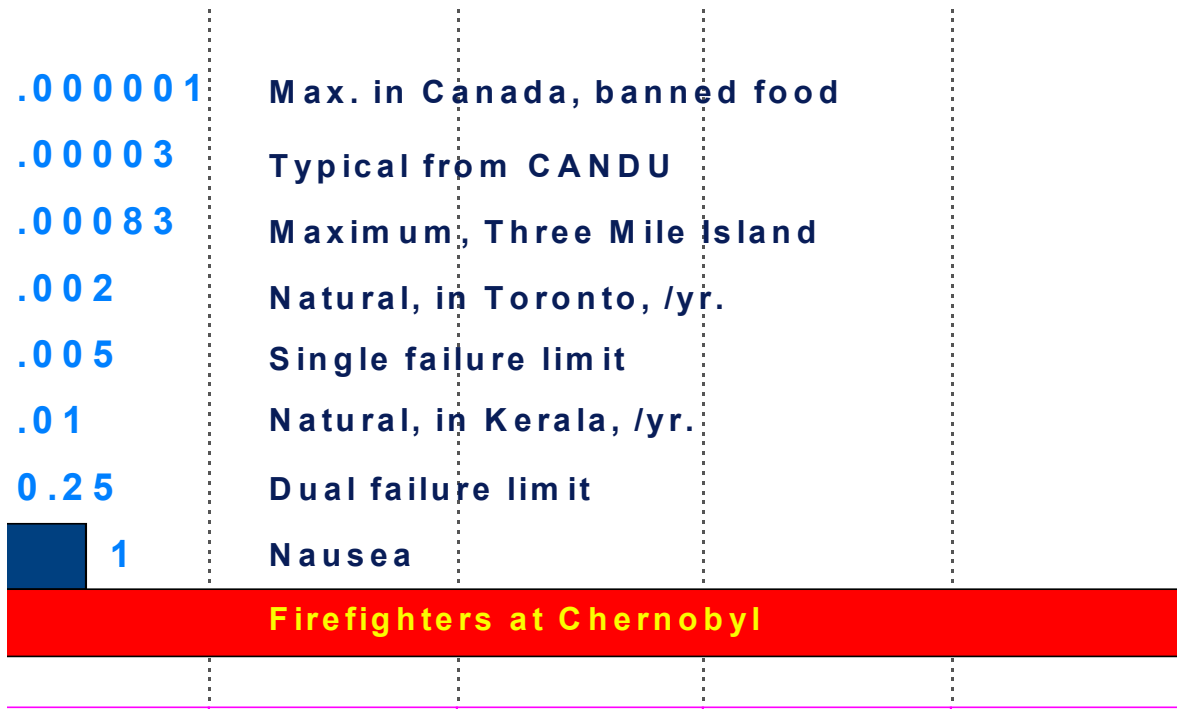 .000001 Max. in Canada, banned food
.00003 Typical from CANDU
.00083 Maximum, Three Mile Island
.002 Natural, in Toronto, /yr.
.005 Single failure limit
.01 Natural, in Kerala, /yr.
0.25 Dual failure limit
1 Nausea
Firefighters at Chernobyl